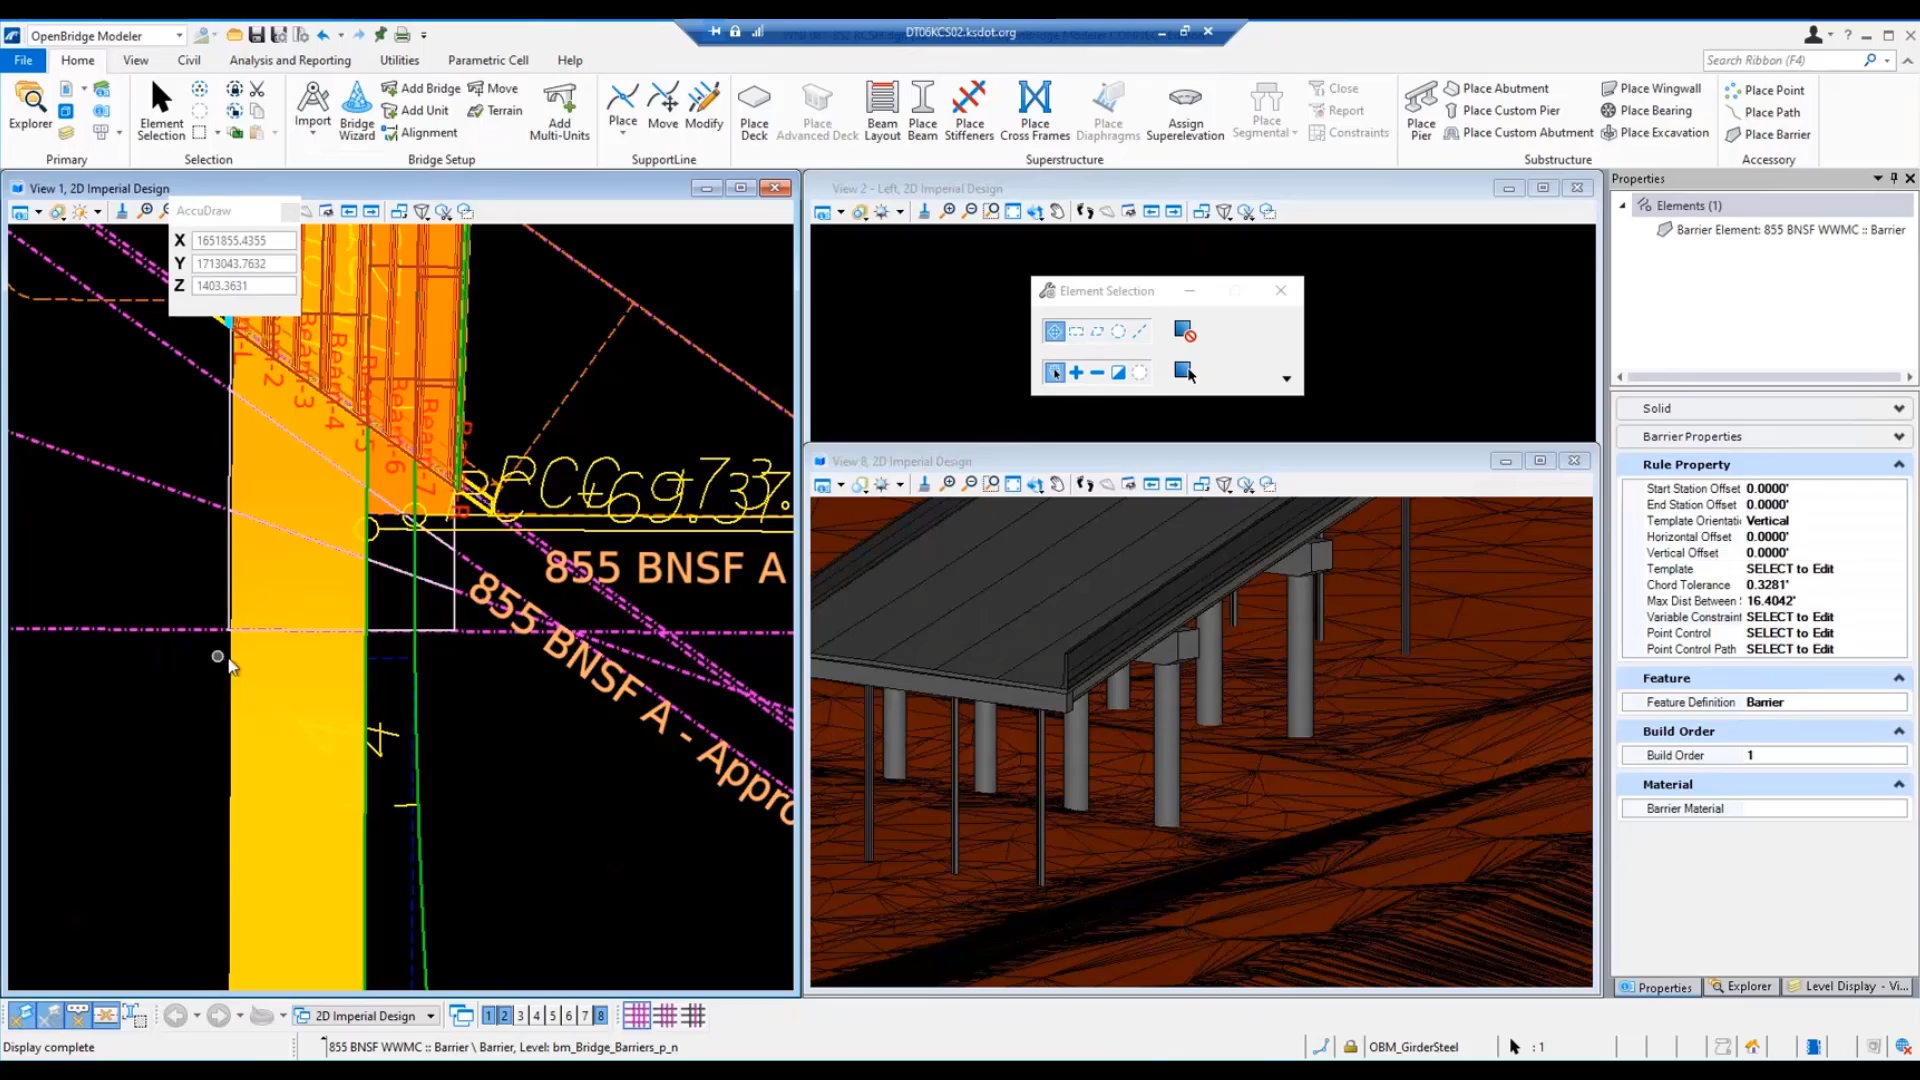 DT06KCS02.ksdot.org
OpenBridge Modeler
File Home View Civil Analysis and Reporting Utilities Parametric Cell Help
Search Ribbon (F4)
Explorer
Primary
Element Selection
Selection
Import
Bridge Wizard
Add Bridge
Add Unit
Alignment
Move
Terrain
Add Multi-Units
Bridge Setup
Place
Move
Modify
SupportLine
Place Deck
Place Advanced Deck
Beam Layout
Place Beam
Place Stiffeners
Place Cross Frames
Place Diaphragms
Assign Superelevation
Place Segmental
Close
Report
Constraints
Superstructure
Place Pier
Place Abutment
Place Custom Pier
Place Custom Abutment
Place Wingwall
Place Bearing
Place Excavation
Substructure
Place Point
Place Path
Place Barrier
Accessory
View 1, 2D Imperial Design
AccuDraw
X 1651855.4355
Y 1713043.7632
Z 1403.3631
Beam-3
Beam-4
Beam-5
Beam-6
Beam-7
855 BNSF A
855 BNSF A - Appro
View 2 - Left, 2D Imperial Design
Element Selection
View 8, 2D Imperial Design
Properties
Elements (1)
Barrier Element: 855 BNSF WWMC :: Barrier
Solid
Barrier Properties
Rule Property
Start Station Offset 0.0000'
End Station Offset 0.0000'
Template Orientati Vertical
Horizontal Offset 0.0000'
Vertical Offset 0.0000'
Template SELECT to Edit
Chord Tolerance 0.3281'
Max Dist Between 16.4042'
Variable Constraint SELECT to Edit
Point Control SELECT to Edit
Point Control Path SELECT to Edit
Feature
Feature Definition Barrier
Build Order
Build Order 1
Material
Barrier Material
Properties Explorer Level Display - Vi...
2D Imperial Design
1 2 3 4 5 6 7 8
Display complete
855 BNSF WWMC :: Barrier \ Barrier, Level: bm_Bridge_Barriers_p_n
OBM_GirderSteel
: 1